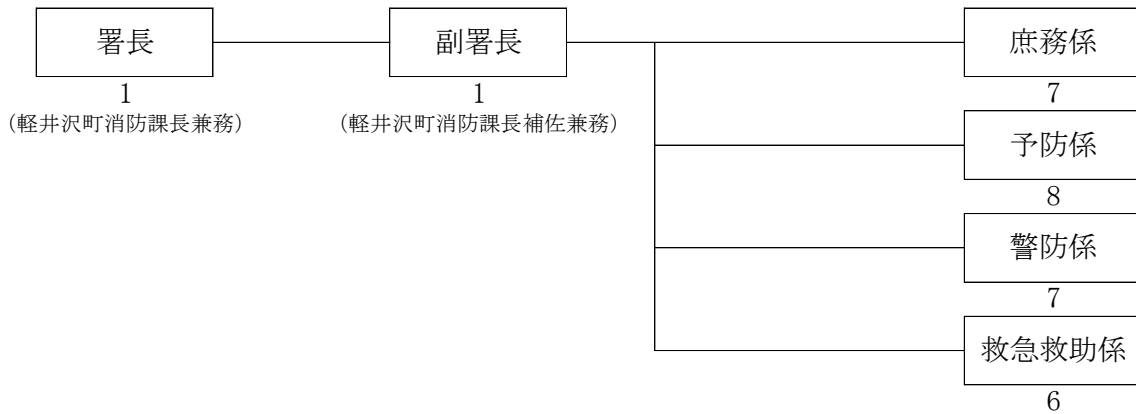 署長
1
(軽井沢町消防課長兼務)
副署長
1
(軽井沢町消防課長補佐兼務)
庶務係
7
予防係
8
警防係
7
救急救助係
6